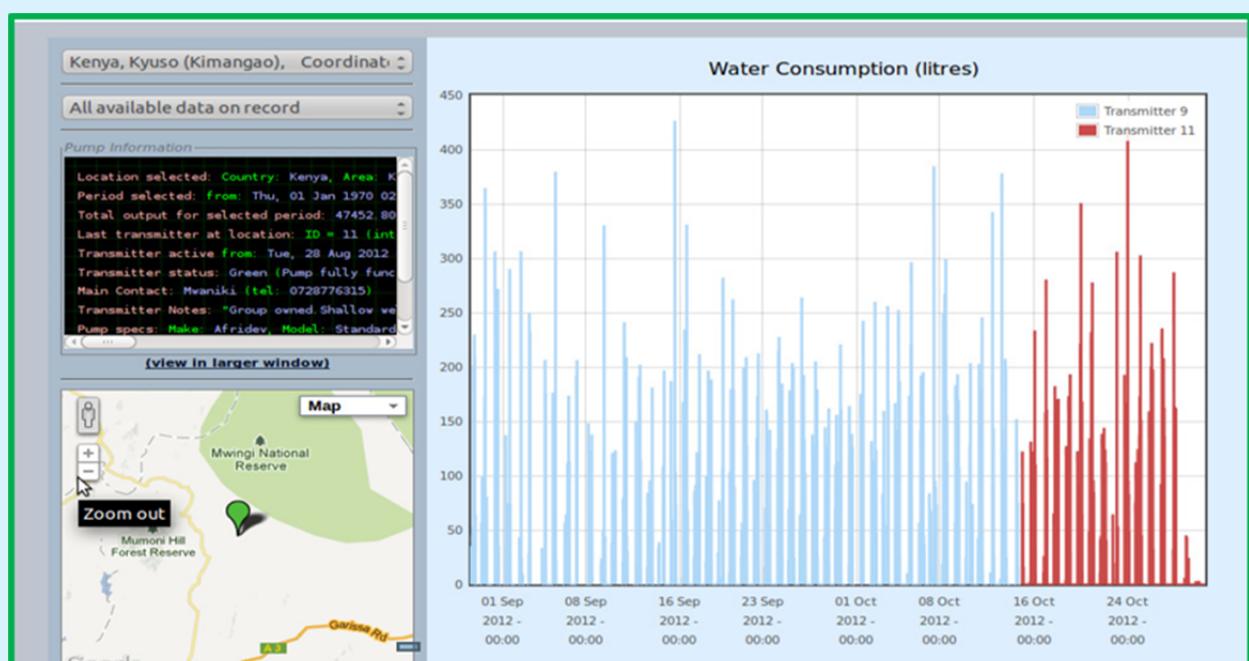 Kenya, Kyuso (Kimangao), Coordinat
All available data on record
Pump Information
Location selected: Country: Kenya, Area: K
Period selected: from: Thu, 01 Jan 1970 02
Total output for selected period: 47452.80
Last transmitter at location: ID = 11 (int
Transmitter active from: Tue, 28 Aug 2012
Transmitter status: Green (Pump fully func
Main Contact: Mwaniki (tel: 0728776315)
Transmitter Notes: "Group owned.Shallow we
Pump specs: Make: Afridev, Model: Standard
(view in larger window)
Map
Mwingi National
Reserve
Zoom out
Mumoni Hill
Forest Reserve
Garissa Rd
A3
Water Consumption (litres)
Transmitter 9
Transmitter 11
450
400
350
300
250
200
150
100
50
0
01 Sep 08 Sep 16 Sep 23 Sep 01 Oct 08 Oct 16 Oct 24 Oct
2012 - 2012 - 2012 - 2012 - 2012 - 2012 - 2012 - 2012 -
00:00 00:00 00:00 00:00 00:00 00:00 00:00 00:00